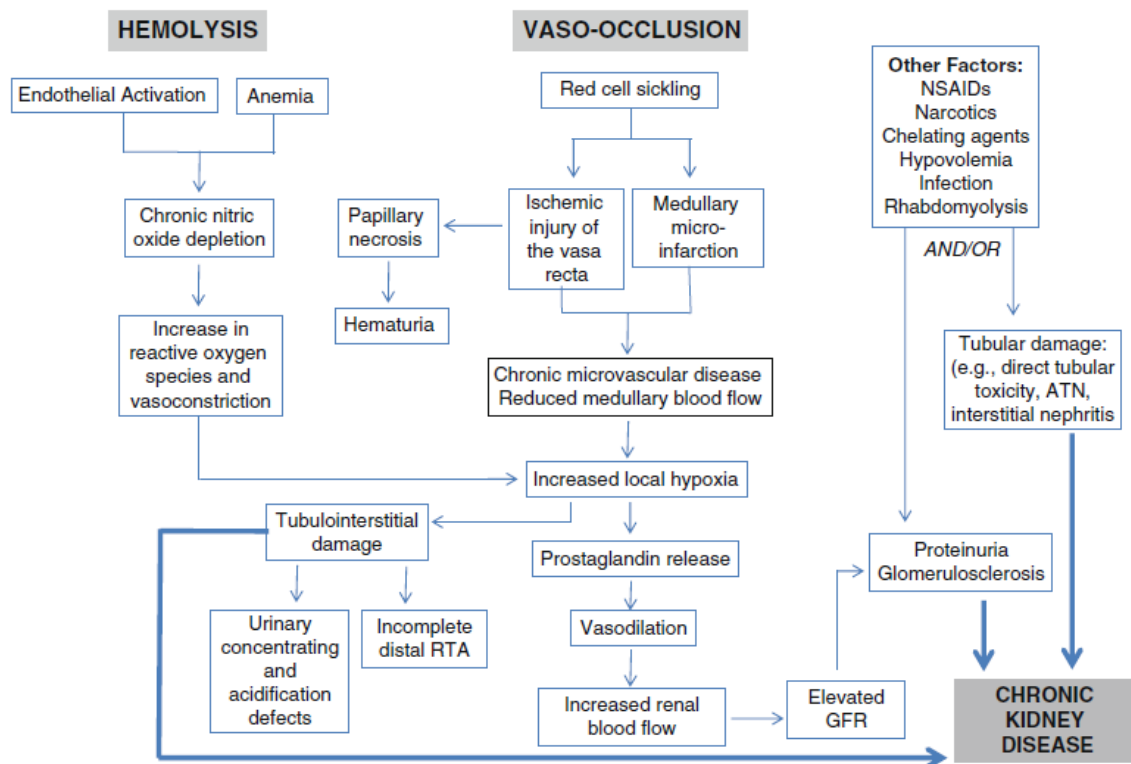 HEMOLYSIS
VASO-OCCLUSION
Endothelial Activation
Anemia
Chronic nitric
oxide depletion
Increase in
reactive oxygen
species and
vasoconstriction
Red cell sickling
Papillary
necrosis
Hematuria
Ischemic
injury of
the vasa
recta
Medullary
micro-
infarction
Chronic microvascular disease
Reduced medullary blood flow
Increased local hypoxia
Tubulointerstitial
damage
Urinary
concentrating
and
acidification
defects
Incomplete
distal RTA
Prostaglandin release
Vasodilation
Increased renal
blood flow
Elevated
GFR
Other Factors:
NSAIDs
Narcotics
Chelating agents
Hypovolemia
Infection
Rhabdomyolysis
AND/OR
Tubular damage:
(e.g., direct tubular
toxicity, ATN,
interstitial nephritis
Proteinuria
Glomerulosclerosis
CHRONIC
KIDNEY
DISEASE